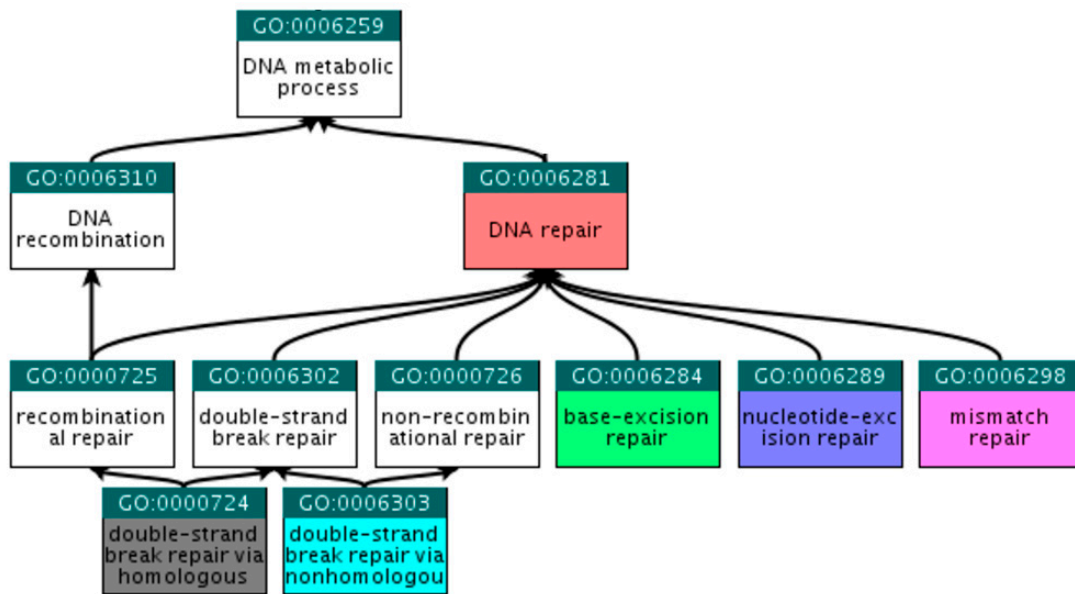 GO:0006259
DNA metabolic
process
GO:0006310
DNA
recombination
GO:0006281
DNA repair
GO:0000725
recombination
al repair
GO:0006302
double-strand
break repair
GO:0000726
non-recombin
ational repair
GO:0006284
base-excision
repair
GO:0006289
nucleotide-exc
ision repair
GO:0006298
mismatch
repair
GO:0000724
double-strand
break repair via
homologous
GO:0006303
double-strand
break repair via
nonhomologou